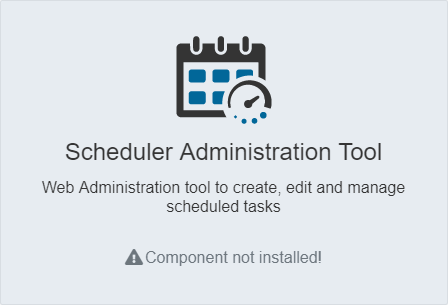 Scheduler Administration Tool
Web Administration tool to create, edit and manage
scheduled tasks
Component not installed!